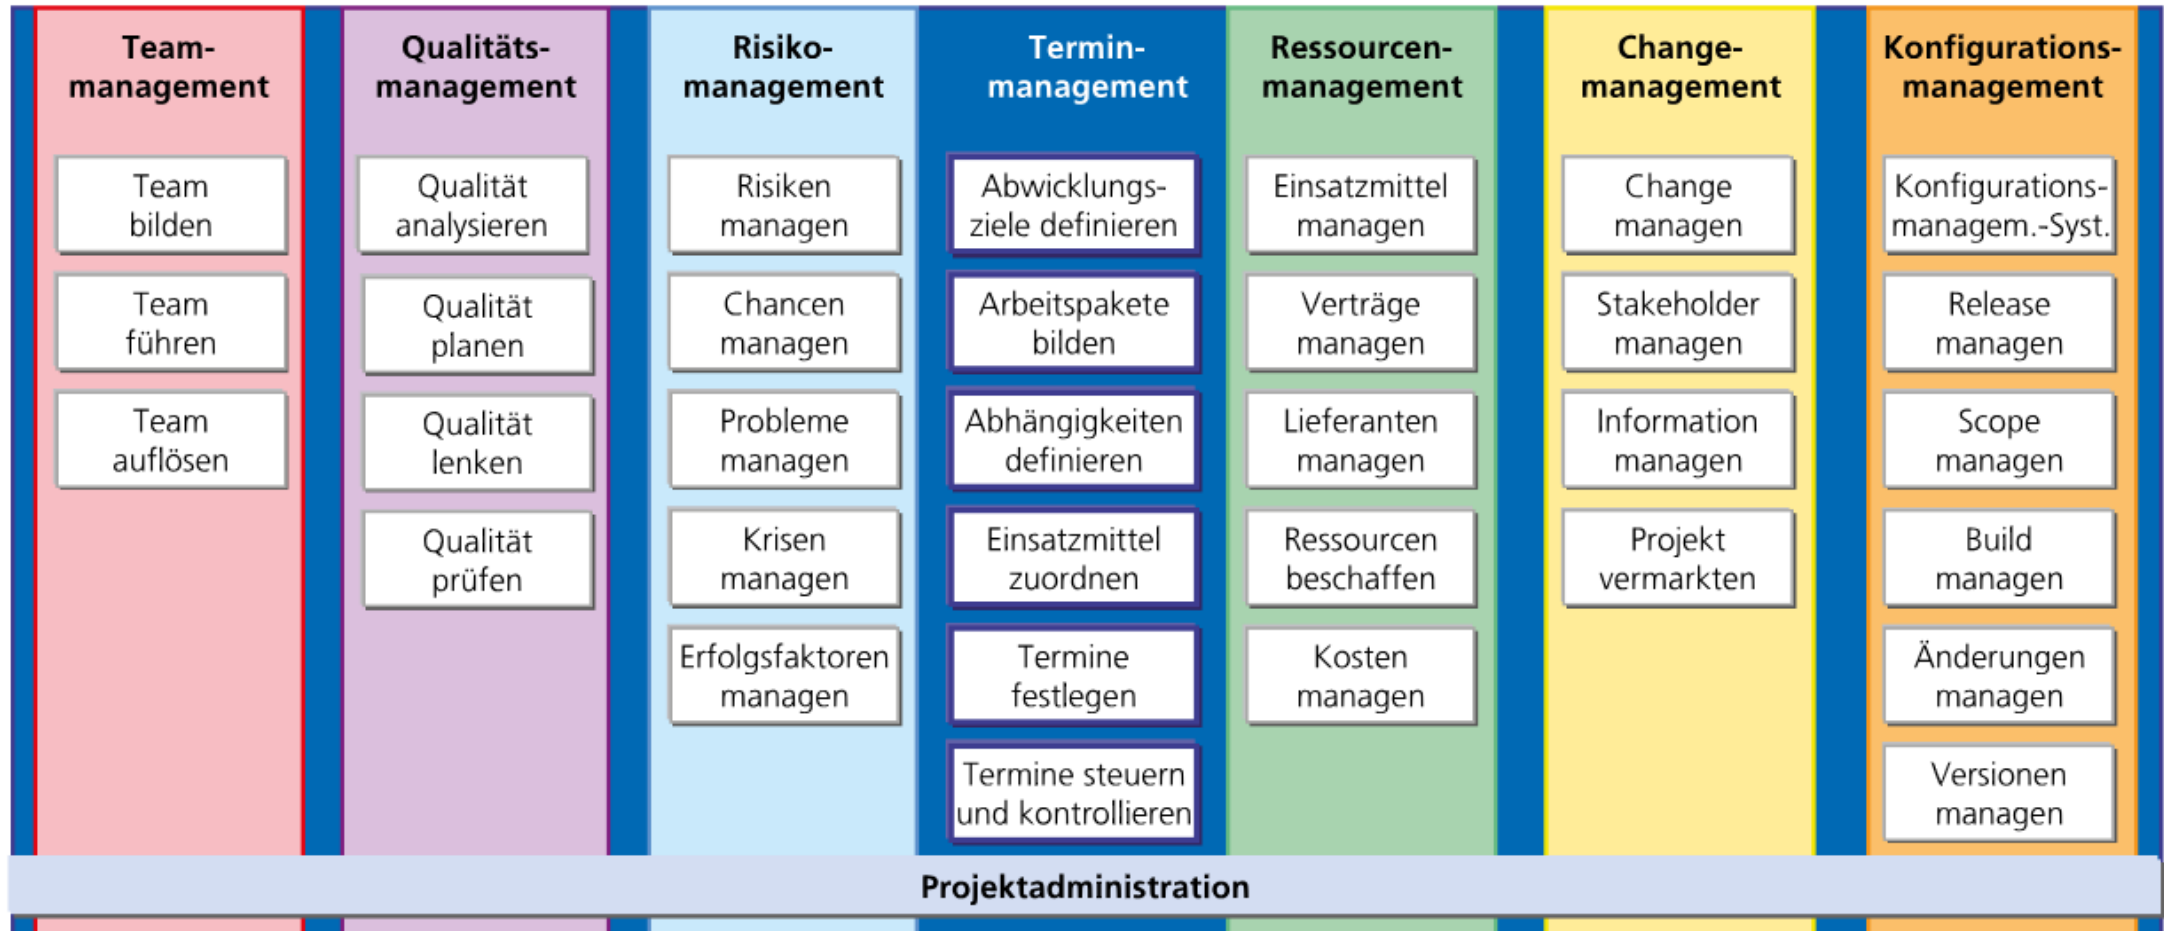 Team-
management
Team
bilden
Team
führen
Team
auflösen
Qualitäts-
management
Qualität
analysieren
Qualität
planen
Qualität
lenken
Qualität
prüfen
Risiko-
management
Risiken
managen
Chancen
managen
Probleme
managen
Krisen
managen
Erfolgsfaktoren
managen
Termin-
management
Abwicklungs-
ziele definieren
Arbeitspakete
bilden
Abhängigkeiten
definieren
Einsatzmittel
zuordnen
Termine
festlegen
Termine steuern
und kontrollieren
Ressourcen-
management
Einsatzmittel
managen
Verträge
managen
Lieferanten
managen
Ressourcen
beschaffen
Kosten
managen
Change-
management
Change
managen
Stakeholder
managen
Information
managen
Projekt
vermarkten
Konfigurations-
management
Konfigurations-
managem.-Syst.
Release
managen
Scope
managen
Build
managen
Änderungen
managen
Versionen
managen
Projektadministration